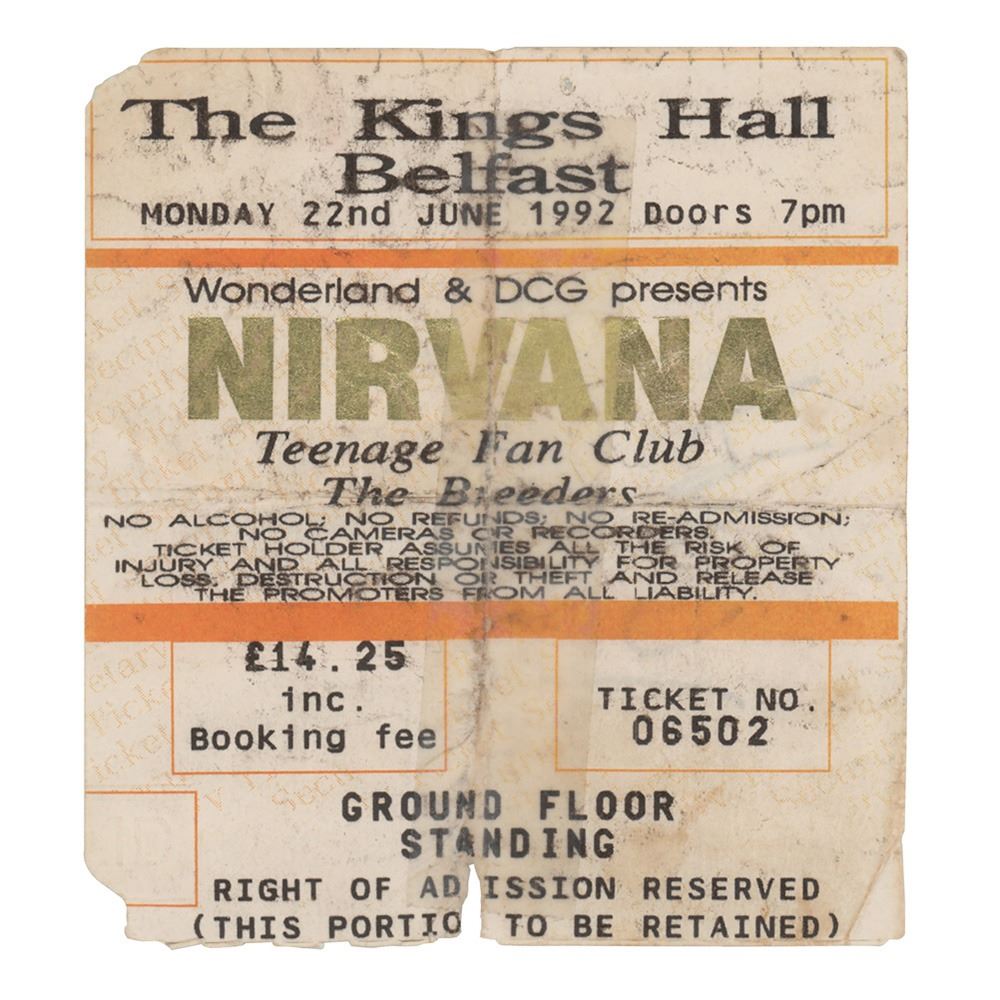 The Kings Hall
Belfast
MONDAY 22nd JUNE 1992 Doors 7pm
Wonderland & DCG presents
NIRVANA
Teenage Fan Club
The Breeders
NO ALCOHOL; NO REFUNDS; NO RE-ADMISSION;
NO CAMERAS OR RECORDERS.
TICKET HOLDER ASSUMES ALL THE RISK OF
INJURY AND ALL RESPONSIBILITY FOR PROPERTY
LOSS, DESTRUCTION OR THEFT AND RELEASE
THE PROMOTERS FROM ALL LIABILITY.
£14.25
inc.
Booking fee
TICKET NO.
06502
GROUND FLOOR
STANDING
RIGHT OF ADMISSION RESERVED
(THIS PORTION TO BE RETAINED)